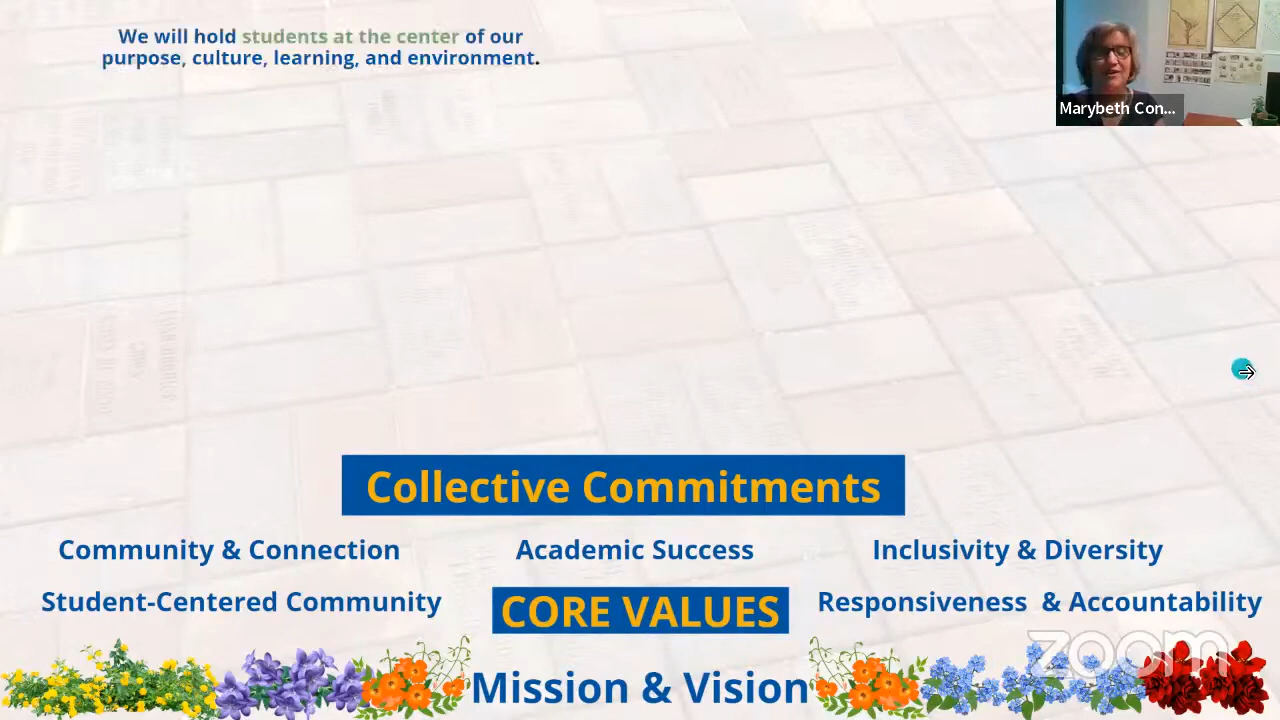 We will hold students at the center of our
purpose, culture, learning, and environment.
Marybeth Con...
Collective Commitments
Community & Connection
Academic Success
Inclusivity & Diversity
Student-Centered Community
CORE VALUES
Responsiveness & Accountability
zoom
Mission & Vision